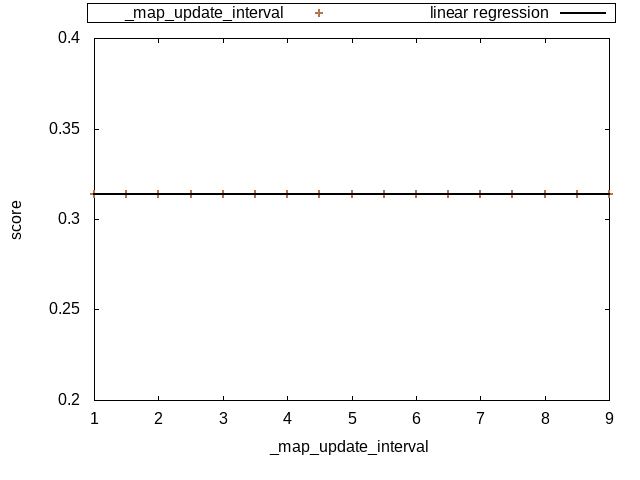 _map_update_interval
linear regression
0.4
0.35
0.3
0.25
0.2
score
1 2 3 4 5 6 7 8 9
_map_update_interval